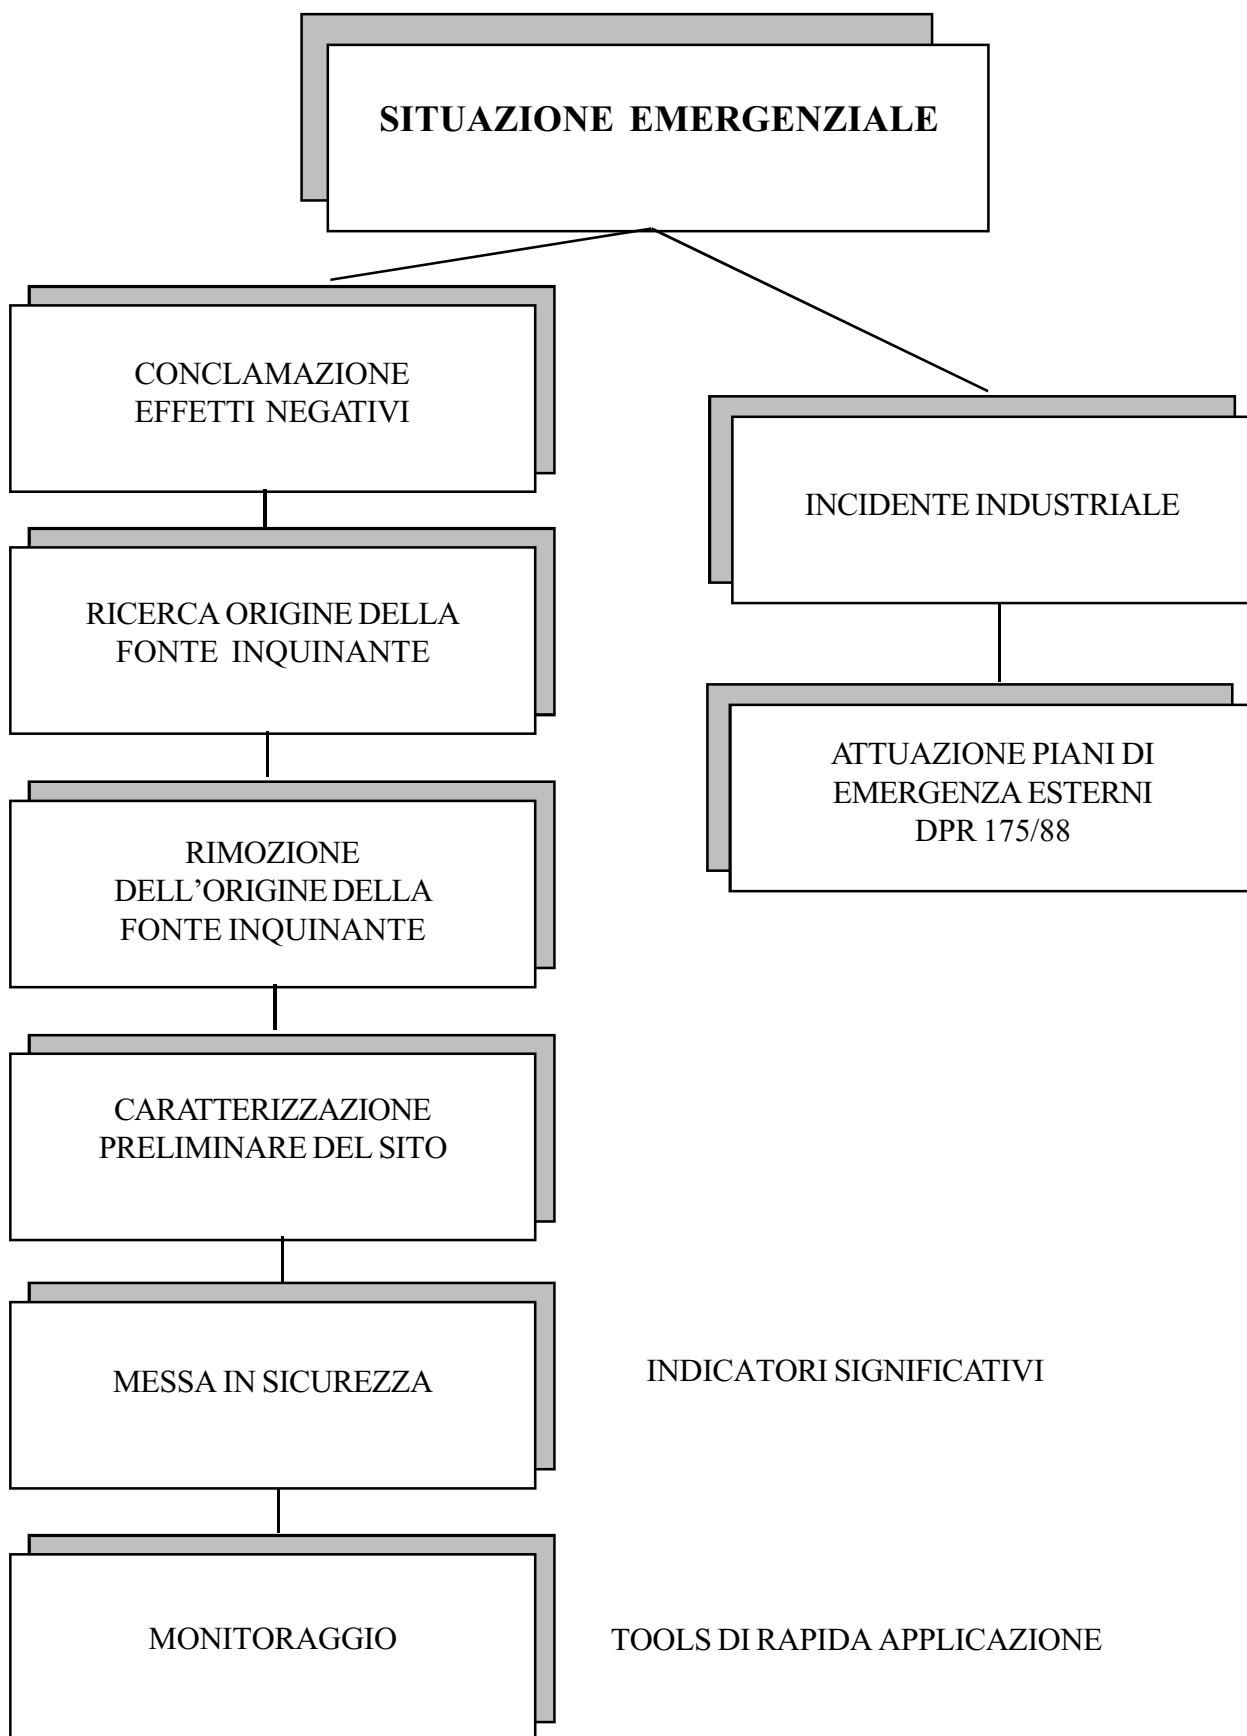 SITUAZIONE EMERGENZIALE
CONCLAMAZIONE
EFFETTI NEGATIVI
INCIDENTE INDUSTRIALE
RICERCA ORIGINE DELLA
FONTE INQUINANTE
ATTUAZIONE PIANI DI
EMERGENZA ESTERNI
DPR 175/88
RIMOZIONE
DELL’ORIGINE DELLA
FONTE INQUINANTE
CARATTERIZZAZIONE
PRELIMINARE DEL SITO
MESSA IN SICUREZZA
INDICATORI SIGNIFICATIVI
MONITORAGGIO
TOOLS DI RAPIDA APPLICAZIONE